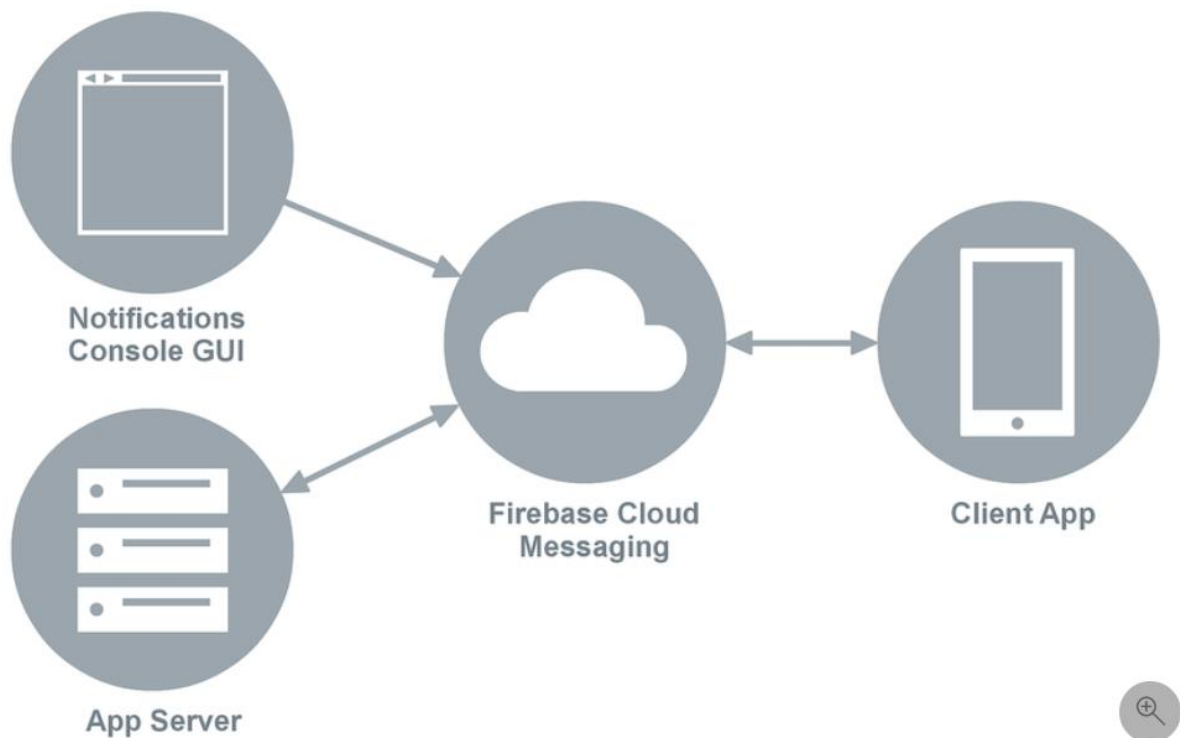 Notifications
Console GUI
Firebase Cloud
Messaging
Client App
App Server